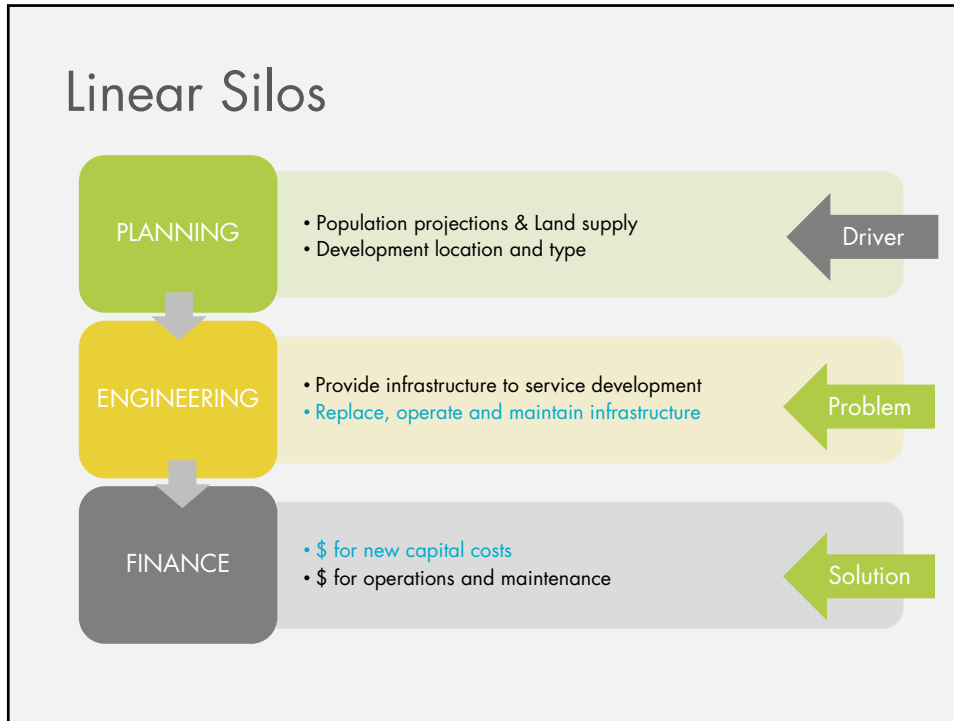 Linear Silos
PLANNING
• Population projections & Land supply
• Development location and type
Driver
ENGINEERING
• Provide infrastructure to service development
• Replace, operate and maintain infrastructure
Problem
FINANCE
• $ for new capital costs
• $ for operations and maintenance
Solution